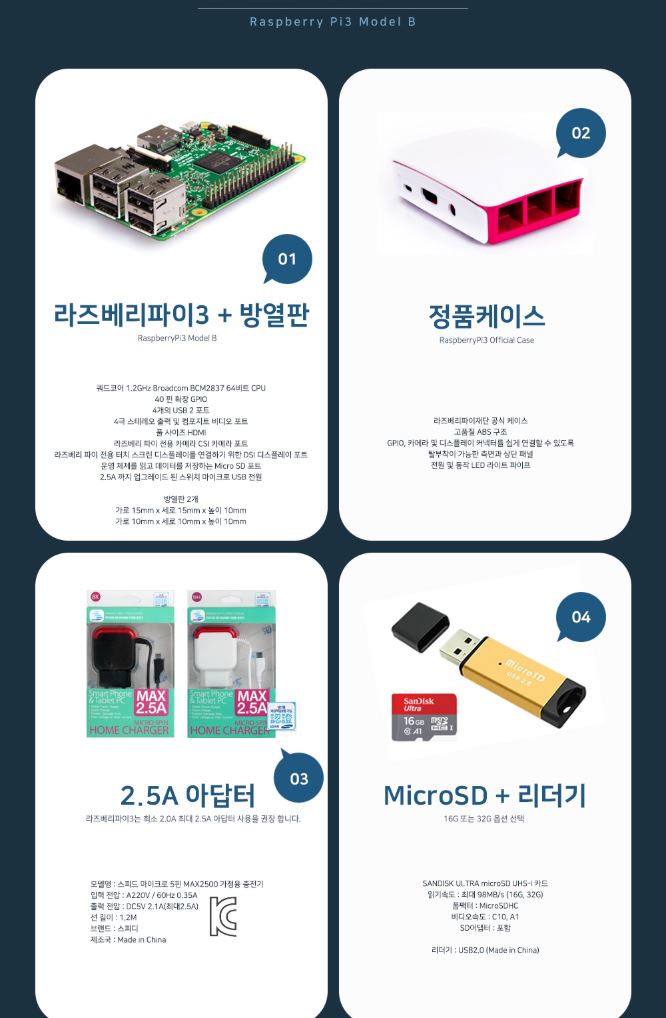 Raspberry Pi3 Model B
01
라즈베리파이3 + 방열판
RaspberryPi3 Model B
쿼드코어 1.2GHz Broadcom BCM2837 64비트 CPU
40 핀 확장 GPIO
4개의 USB 2 포트
4극 스테레오 출력 및 컴포지트 비디오 포트
풀 사이즈 HDMI
라즈베리 파이 전용 카메라 CSI 카메라 포트
라즈베리 파이 전용 터치 스크린 디스플레이를 연결하기 위한 DSI 디스플레이 포트
운영 체제를 읽고 데이터를 저장하는 Micro SD 포트
2.5A 까지 업그레이드 된 스위치 마이크로 USB 전원
방열판 2개
가로 15mm x 세로 15mm x 높이 10mm
가로 10mm x 세로 10mm x 높이 10mm
02
정품케이스
RaspberryPi3 Official Case
라즈베리파이재단 공식 케이스
고품질 ABS 구조
GPIO, 카메라 및 디스플레이 커넥터를 쉽게 연결할 수 있도록
탈부착이 가능한 측면과 상단 패널
전원 및 동작 LED 라이트 파이프
Smart Phone
& Tablet PC
MAX
2.5A
MICRO 5PIN
HOME CHARGER
Smart Phone
& Tablet PC
MAX
2.5A
MICRO 5PIN
HOME CHARGER
03
2.5A 아답터
라즈베리파이3는 최소 2.0A 최대 2.5A 아답터 사용을 권장 합니다.
모델명 : 스피드 마이크로 5핀 MAX2500 가정용 충전기
입력 전압 : A220V / 60Hz 0.35A
출력 전압 : DC5V 2.1A(최대2.5A)
선 길이 : 1.2M
브랜드 : 스피디
제조국 : Made in China
04
MicroSD
USB 2.0
SanDisk
Ultra
16GB
A1
MicroSD + 리더기
16G 또는 32G 옵션 선택
SANDISK ULTRA microSD UHS-I 카드
읽기속도 : 최대 98MB/s (16G, 32G)
폼팩터 : MicroSDHC
비디오속도 : C10, A1
SD어댑터 : 포함
리더기 : USB2.0 (Made in China)